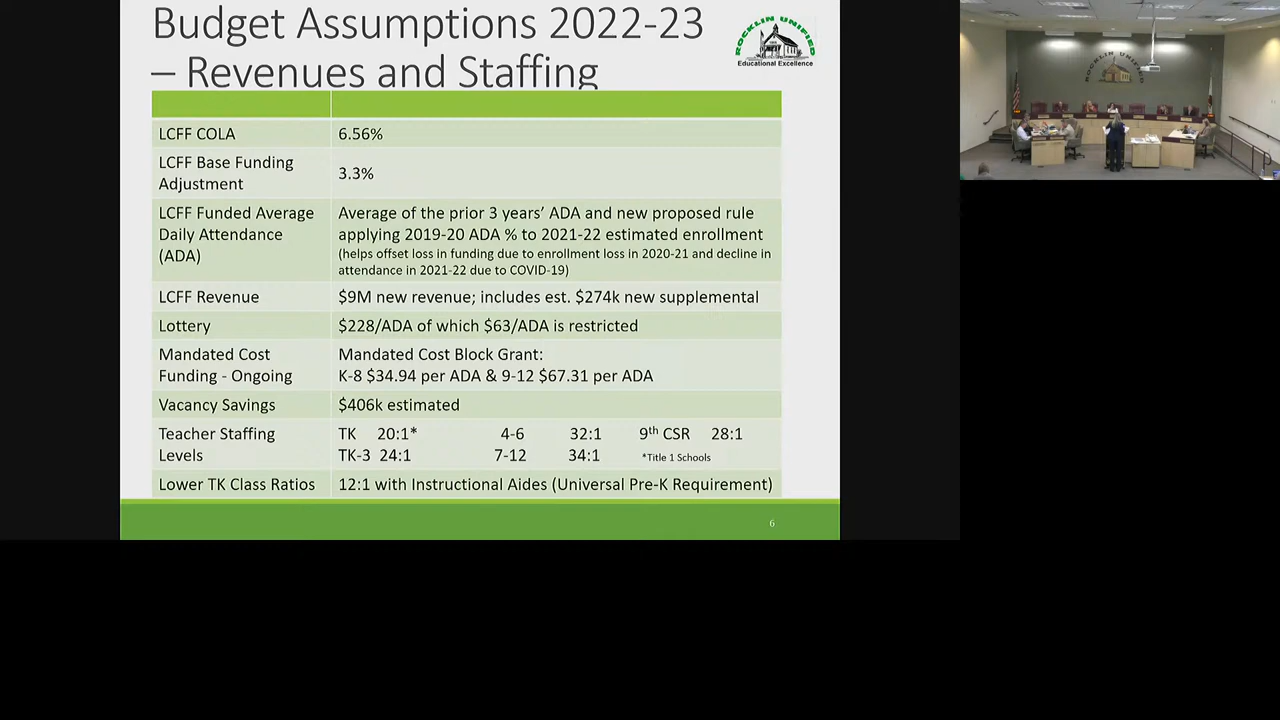 Budget Assumptions 2022-23
– Revenues and Staffing
ROCKLIN UNIFIED
Educational Excellence
LCFF COLA 6.56%
LCFF Base Funding
Adjustment 3.3%
LCFF Funded Average
Daily Attendance
(ADA)
Average of the prior 3 years' ADA and new proposed rule
applying 2019-20 ADA % to 2021-22 estimated enrollment
(helps offset loss in funding due to enrollment loss in 2020-21 and decline in
attendance in 2021-22 due to COVID-19)
LCFF Revenue $9M new revenue; includes est. $274k new supplemental
Lottery $228/ADA of which $63/ADA is restricted
Mandated Cost
Funding - Ongoing
Mandated Cost Block Grant:
K-8 $34.94 per ADA & 9-12 $67.31 per ADA
Vacancy Savings $406k estimated
Teacher Staffing
Levels
TK 20:1* 4-6 32:1 9th CSR 28:1
TK-3 24:1 7-12 34:1 *Title 1 Schools
Lower TK Class Ratios 12:1 with Instructional Aides (Universal Pre-K Requirement)
6
ROCKLIN UNIFIED